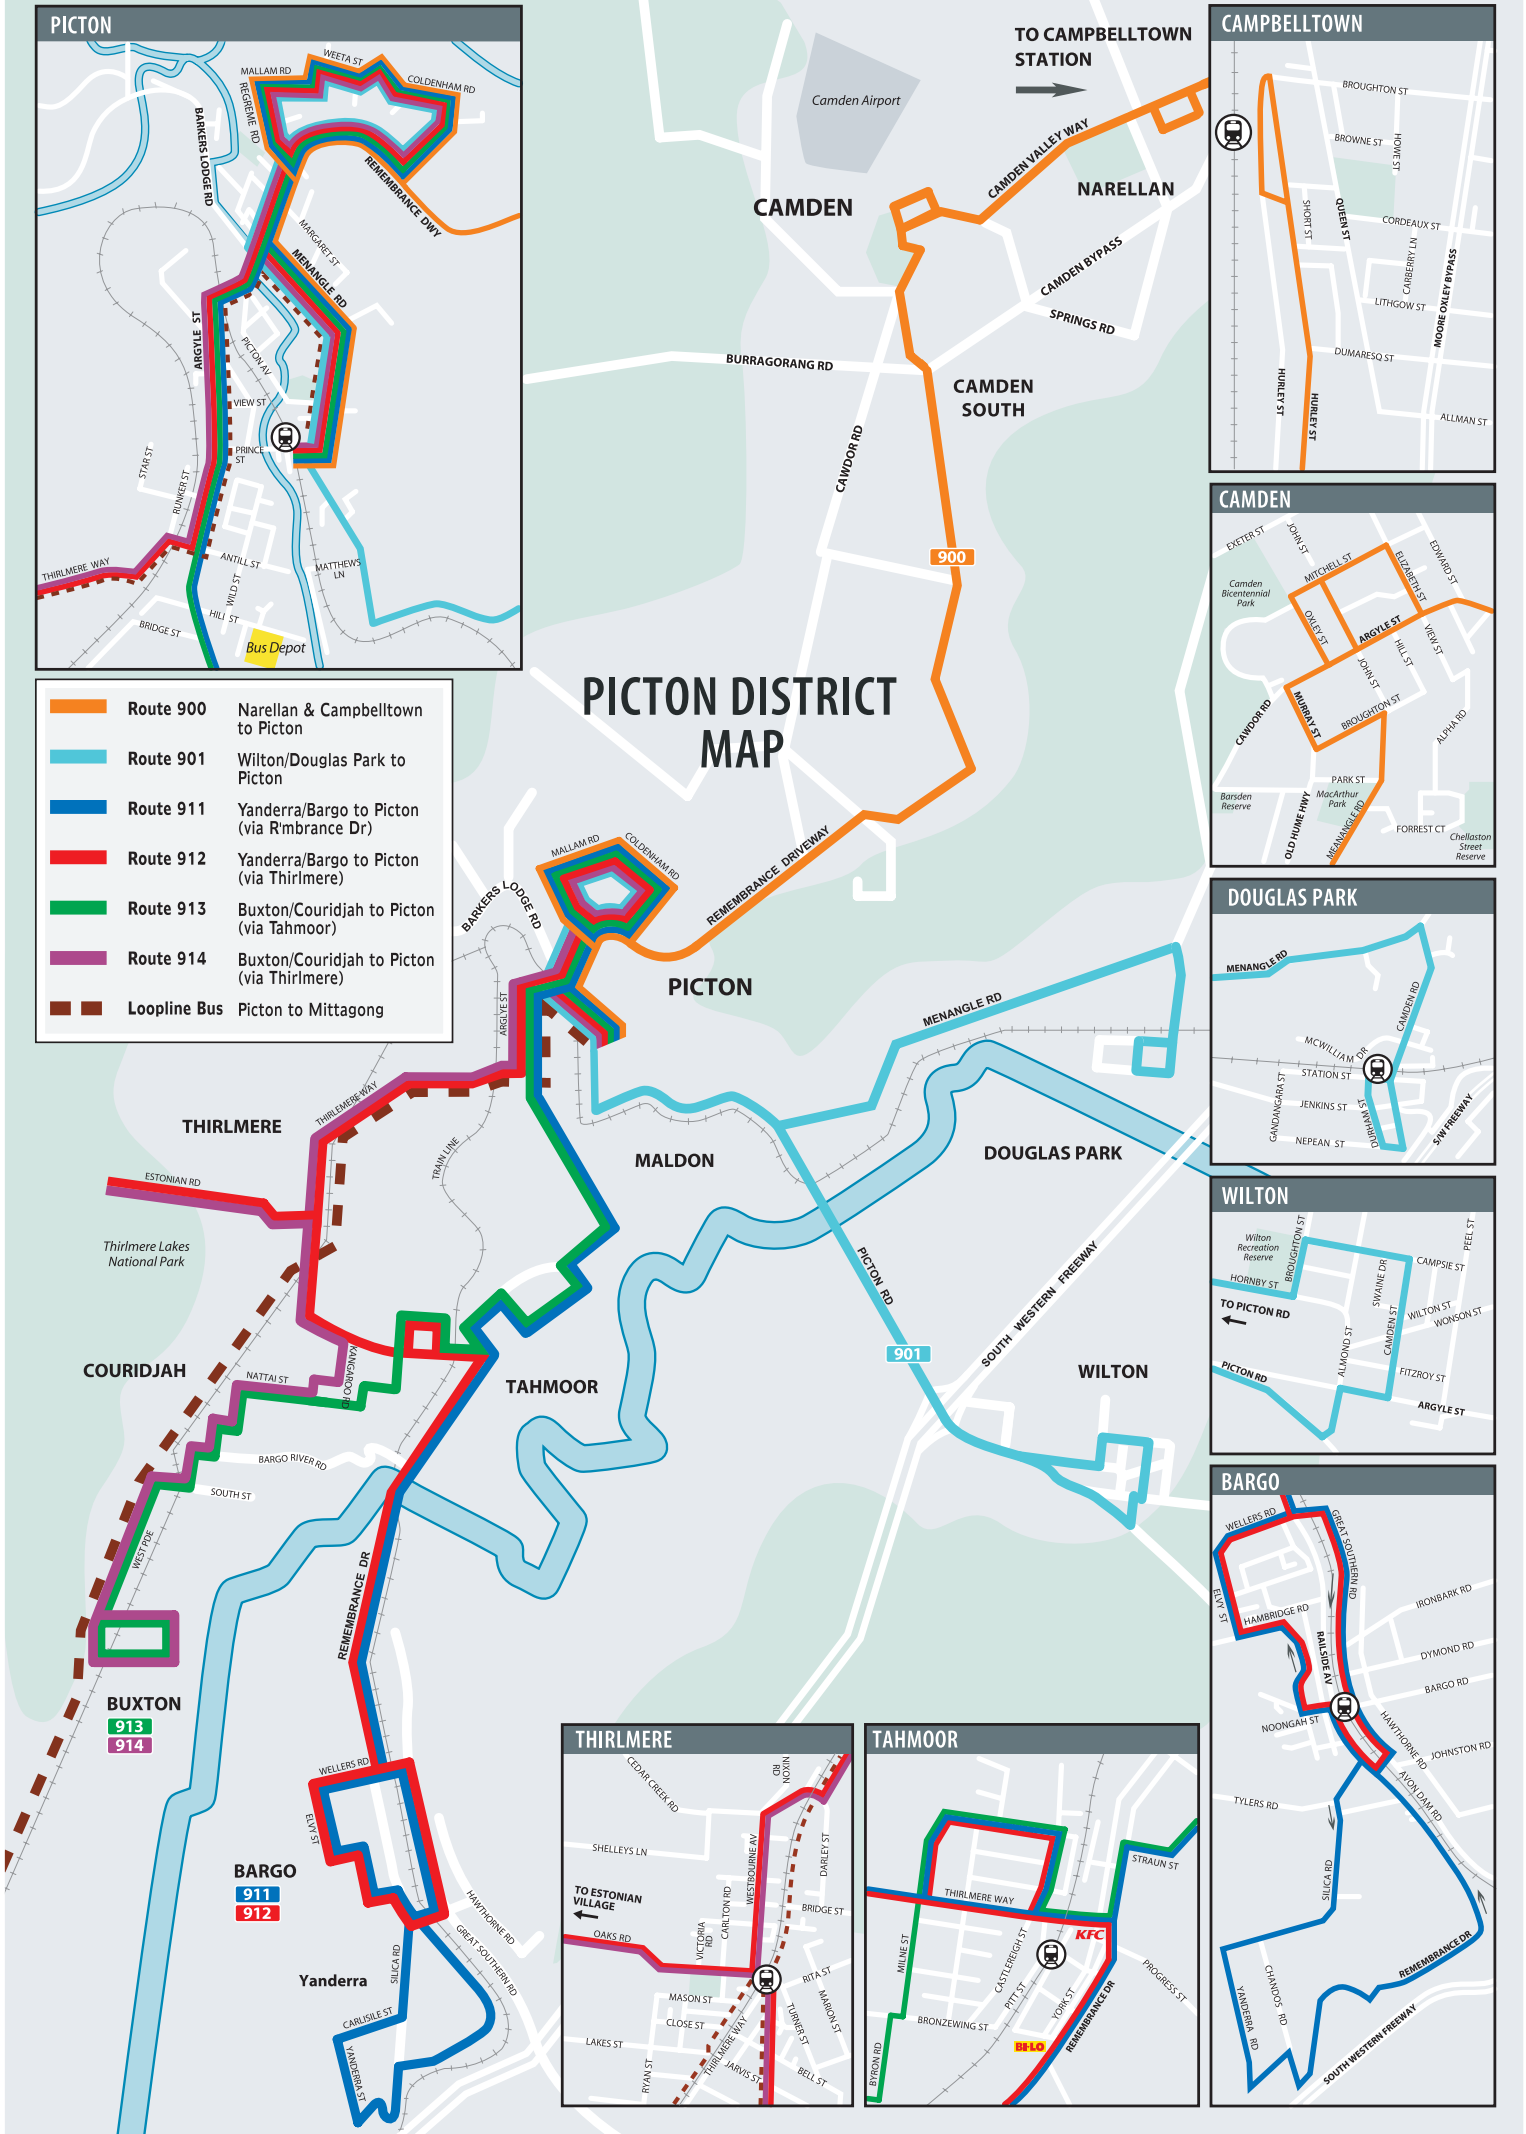 PICTON
WEETA ST
MALLAM RD
COLDENHAM RD
REGREME RD
BARKERS LODGE RD
REMEMBRANCE DWY
MARGARET ST
MENANGLE RD
ARGYLE ST
PICTON AV
VIEW ST
PRINCE
ST
STAR ST
RUNKER ST
THIRLMERE WAY
ANTILL ST
MATTHEWS
LN
WILD ST
HILL ST
BRIDGE ST
Bus Depot
Route 900
Narellan & Campbelltown
to Picton
Route 901
Wilton/Douglas Park to
Picton
Route 911
Yanderra/Bargo to Picton
(via R'mbrance Dr)
Route 912
Yanderra/Bargo to Picton
(via Thirlmere)
Route 913
Buxton/Couridjah to Picton
(via Tahmoor)
Route 914
Buxton/Couridjah to Picton
(via Thirlmere)
Loopline Bus
Picton to Mittagong
PICTON DISTRICT
MAP
TO CAMPBELLTOWN
STATION
Camden Airport
CAMDEN VALLEY WAY
NARELLAN
CAMDEN
CAMDEN BYPASS
SPRINGS RD
BURRAGORANG RD
CAMDEN
SOUTH
CAWDOR RD
900
REMEMBRANCE DRIVEWAY
MALLAM RD
COLDENHAM RD
BARKERS LODGE RD
PICTON
ARGLYE ST
MENANGLE RD
THIRLEMERE WAY
THIRLMERE
TRAIN LINE
MALDON
DOUGLAS PARK
ESTONIAN RD
Thirlmere Lakes
National Park
PICTON RD
SOUTH WESTERN FREEWAY
901
WILTON
COURIDJAH
NATTAI ST
KANGAROO RD
TAHMOOR
BARGO RIVER RD
SOUTH ST
WEST PDE
REMEMBRANCE DR
BUXTON
913
914
WELLERS RD
ELVY ST
BARGO
911
912
HAWTHORNE RD
GREAT SOUTHERN RD
Yanderra
SILICA RD
CARLISILE ST
YANDERRA ST
CAMPBELLTOWN
BROUGHTON ST
BROWNE ST
HOWE ST
SHORT ST
QUEEN ST
CORDEAUX ST
CARBERRY LN
MOORE OXLEY BYPASS
LITHGOW ST
DUMARESQ ST
HURLEY ST
HURLEY ST
ALLMAN ST
CAMDEN
EXETER ST
JOHN ST
MITCHELL ST
ELIZABETH ST
EDWARD ST
Camden
Bicentennial
Park
OXLEY ST
ARGYLE ST
VIEW ST
HILL ST
JOHN ST
MURRAY ST
BROUGHTON ST
CAWDOR RD
ALPHA RD
PARK ST
Barsden
Reserve
MacArthur
Park
OLD HUME HWY
MEANANGLE RD
FORREST CT
Chellaston
Street
Reserve
DOUGLAS PARK
MENANGLE RD
CAMDEN RD
MCWILLIAM DR
STATION ST
GANDANGARA ST
JENKINS ST
DURHAM ST
NEPEAN ST
S/W FREEWAY
WILTON
Wilton
Recreation
Reserve
BROUGHTON ST
PEEL ST
HORNBY ST
SWAINE DR
CAMPSIE ST
TO PICTON RD
WILTON ST
WONSON ST
ALMOND ST
CAMDEN ST
PICTON RD
FITZROY ST
ARGYLE ST
BARGO
WELLERS RD
GREAT SOUTHERN RD
ELVY ST
HAMBRIDGE RD
RAILSIDE AV
IRONBARK RD
DYMOND RD
BARGO RD
NOONGAH ST
HAWTHORNE RD
JOHNSTON RD
AVON DAM RD
TYLERS RD
SILICA RD
REMEMBRANCE DR
CHANDOS RD
YANDERRA RD
SOUTH WESTERN FREEWAY
THIRLMERE
CEDAR CREEK RD
NIXON
RD
SHELLEYS LN
WESTBOURNE AV
DARLEY ST
TO ESTONIAN
VILLAGE
CARLTON RD
VICTORIA
RD
BRIDGE ST
OAKS RD
RITA ST
MASON ST
MARION ST
TURNER ST
CLOSE ST
LAKES ST
THIRLMERE WAY
RYAN ST
JARVIS ST
BELL ST
TAHMOOR
STRAUN ST
THIRLMERE WAY
KFC
MILNE ST
CASTLEREIGH ST
PITT ST
PROGRESS ST
YORK ST
BRONZEWING ST
REMEMBRANCE DR
BI-LO
BYRON RD